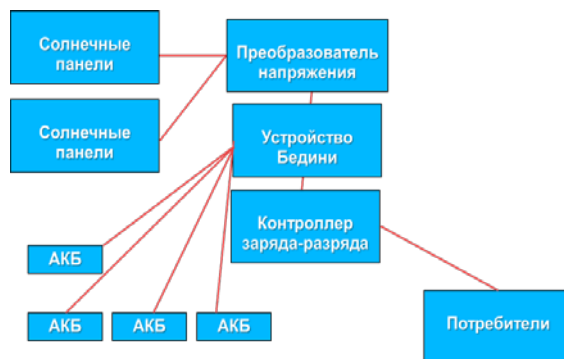 Солнечные
панели
Преобразователь
напряжения
Солнечные
панели
Устройство
Бедини
Контроллер
заряда-разряда
АКБ
АКБ
АКБ
АКБ
Потребители